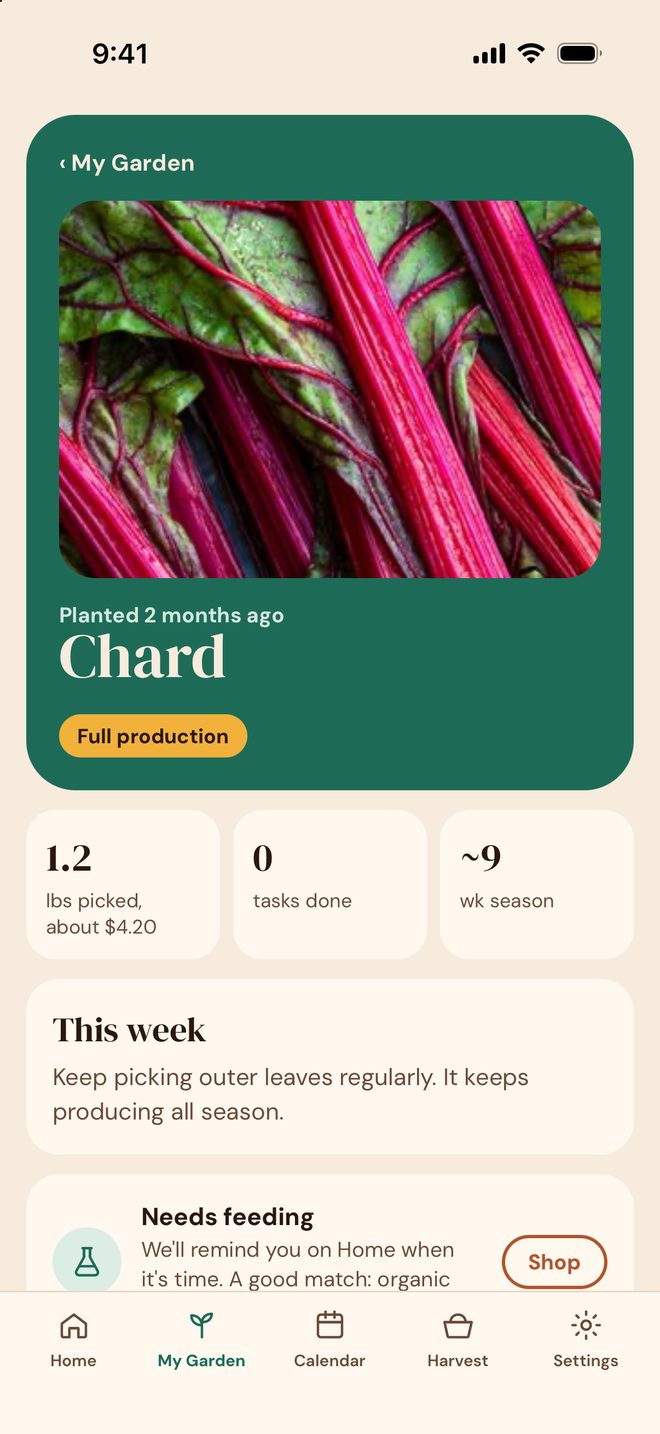 9:41
‹ My Garden
Planted 2 months ago
Chard
Full production
1.2
lbs picked,
about $4.20
0
tasks done
~9
wk season
This week
Keep picking outer leaves regularly. It keeps
producing all season.
Needs feeding
We'll remind you on Home when
it's time. A good match: organic
Shop
Home
My Garden
Calendar
Harvest
Settings